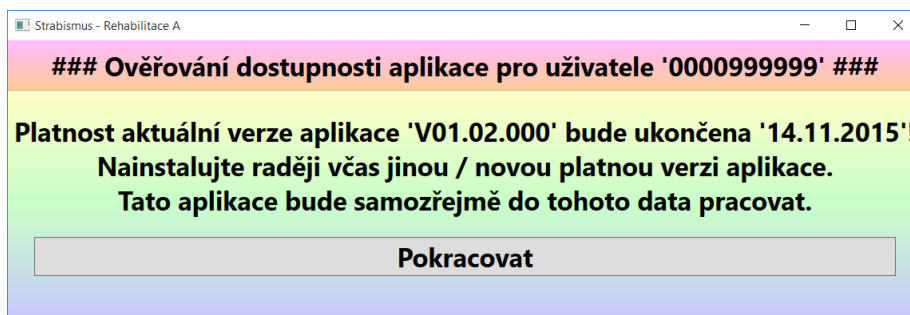 Strabismus - Rehabilitace A
### Ověřování dostupnosti aplikace pro uživatele '0000999999' ###
Platnost aktuální verze aplikace 'V01.02.000' bude ukončena '14.11.2015'!
Nainstalujte raději včas jinou / novou platnou verzi aplikace.
Tato aplikace bude samozřejmě do tohoto data pracovat.
Pokracovat